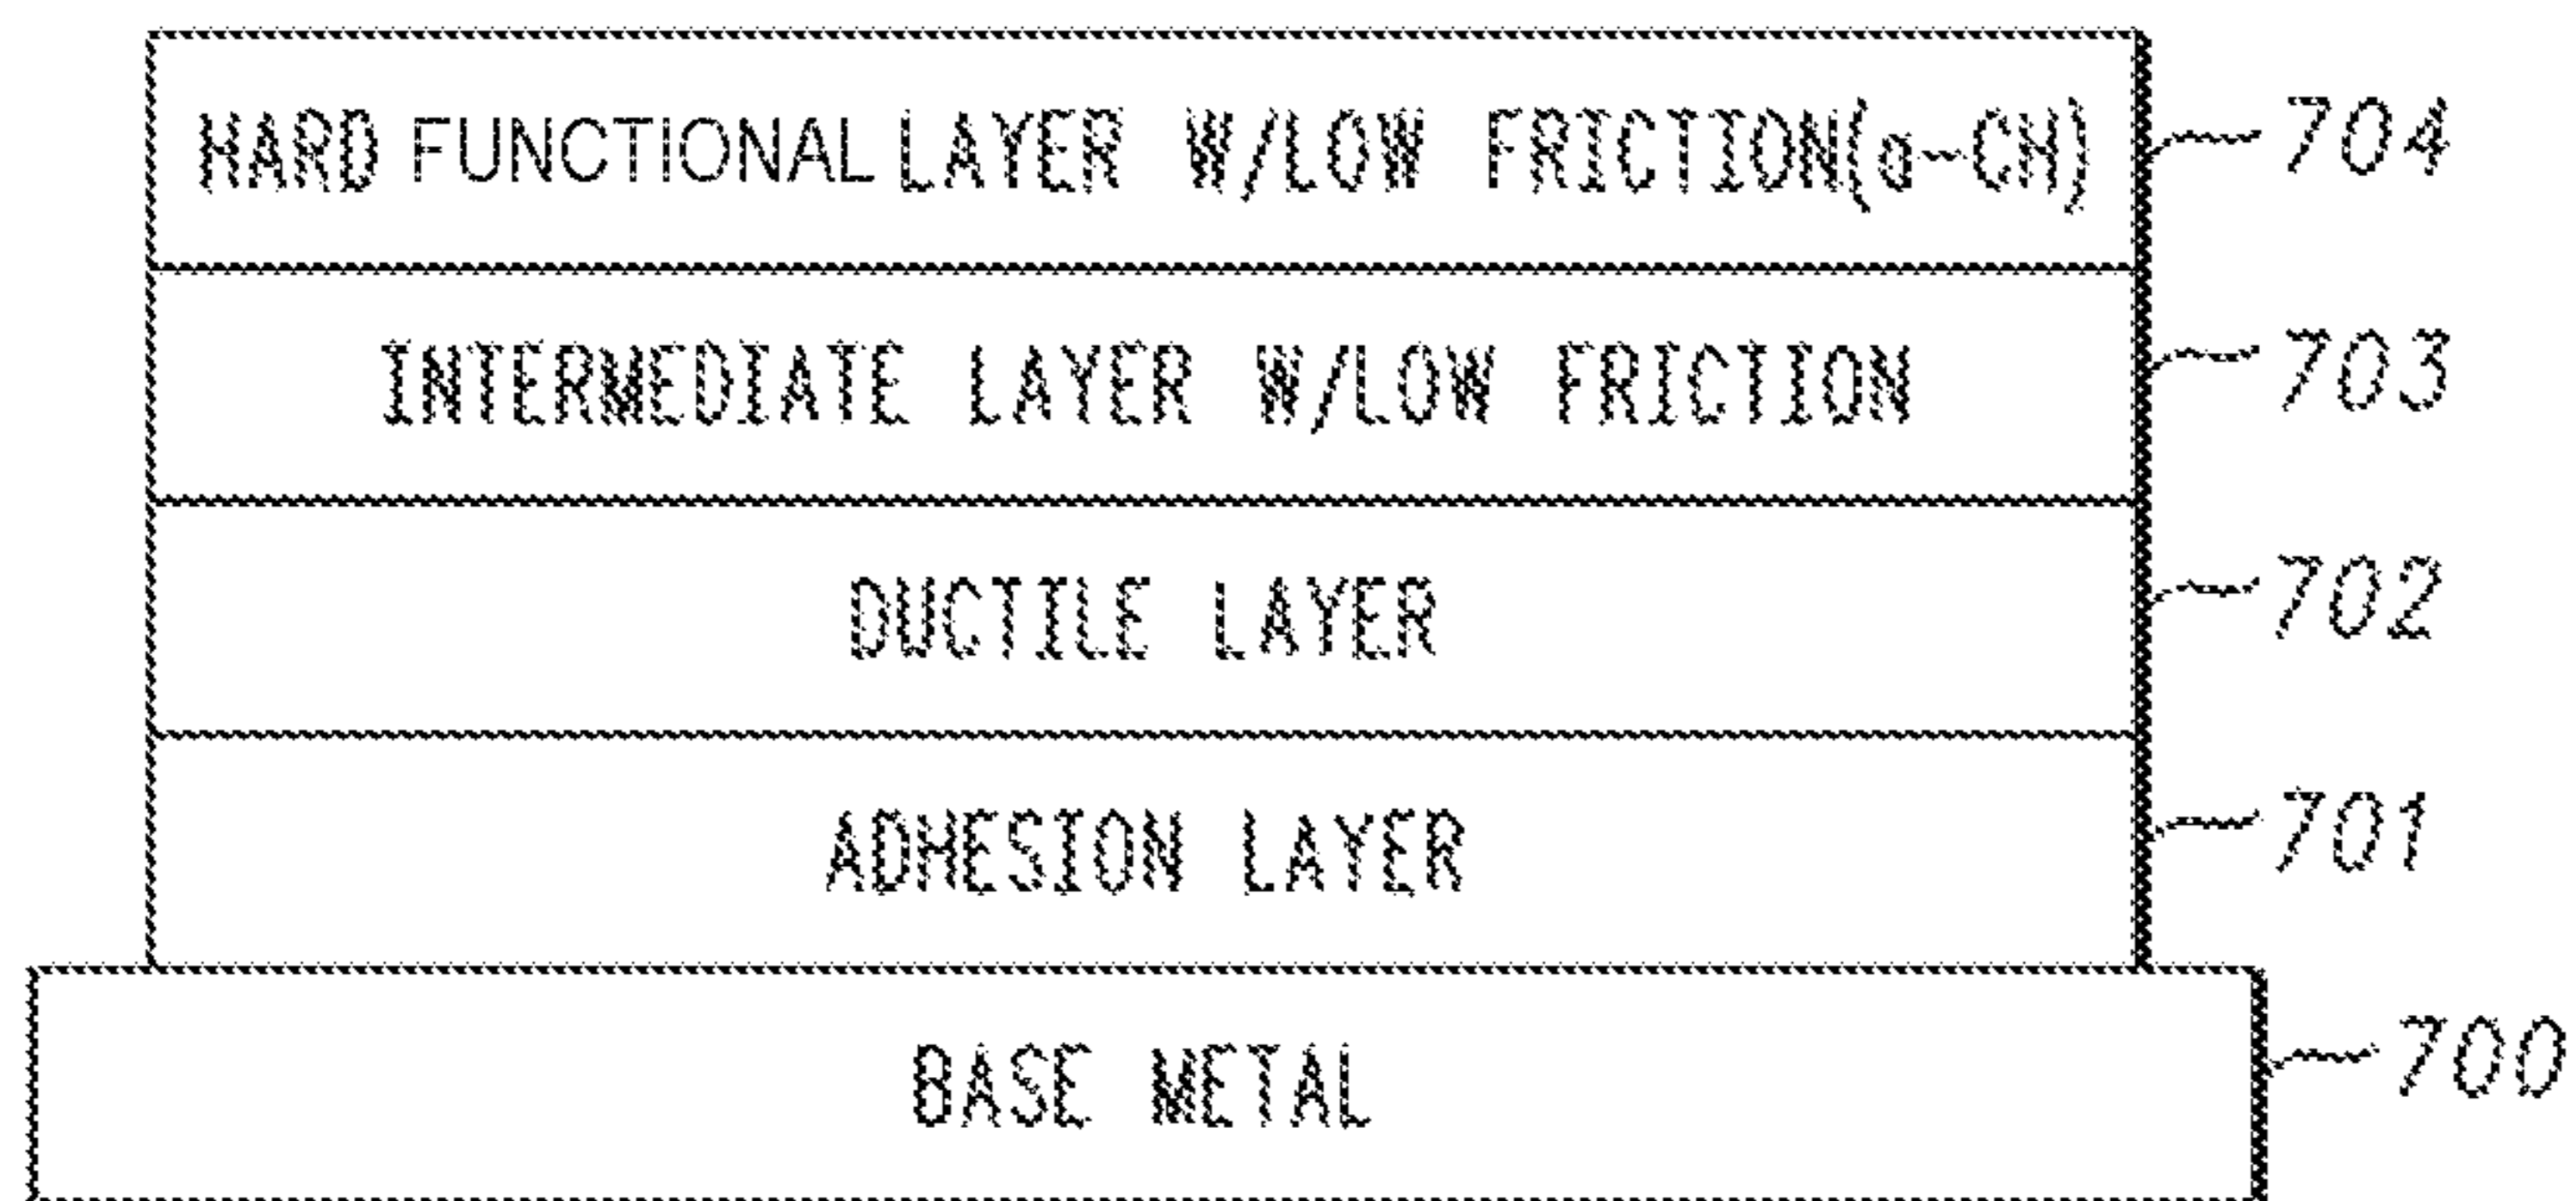 HARD FUNCTIONAL LAYER W/LOW FRICTION(a-CH) 704
INTERMEDIATE LAYER W/LOW FRICTION 703
DUCTILE LAYER 702
ADHESION LAYER 701
BASE METAL 700